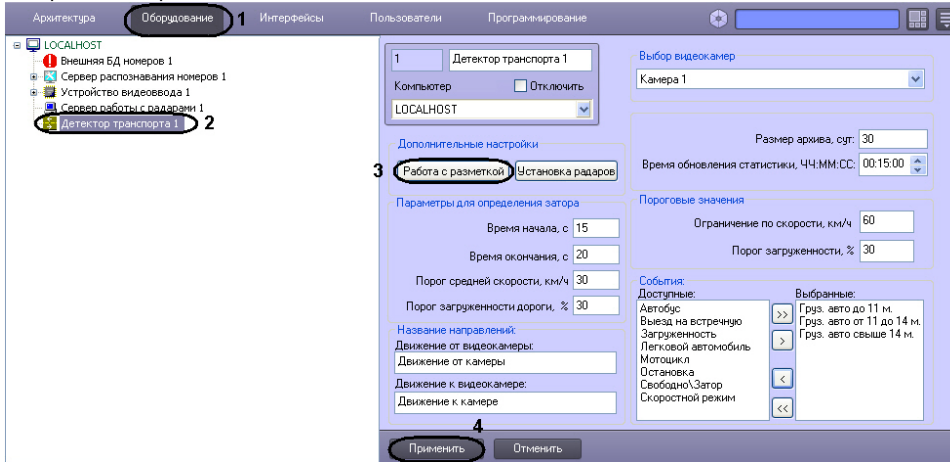 Архитектура Оборудование 1 Интерфейсы Пользователи Программирование
LOCALHOST
Внешняя БД номеров 1
Сервер распознавания номеров 1
Устройство видеоввода 1
Сервер работы с радарами 1
Детектор транспорта 1 2
1 Детектор транспорта 1
Компьютер Отключить
LOCALHOST
Дополнительные настройки
3 Работа с разметкой Установка радаров
Параметры для определения затора
Время начала, с 15
Время окончания, с 20
Порог средней скорости, км/ч 30
Порог загруженности дороги, % 30
Название направлений:
Движение от видеокамеры:
Движение от камеры
Движение к видеокамере:
Движение к камере
Выбор видеокамер
Камера 1
Размер архива, сут: 30
Время обновления статистики, ЧЧ:ММ:СС: 00:15:00
Пороговые значения
Ограничение по скорости, км/ч 60
Порог загруженности, % 30
События:
Доступные: Выбранные:
Автобус
Выезд на встречную
Загруженность
Легковой автомобиль
Мотоцикл
Остановка
Свободно\Затор
Скоростной режим
>>
>
<
<<
Груз. авто до 11 м.
Груз. авто от 11 до 14 м.
Груз. авто свыше 14 м.
4
Применить Отменить